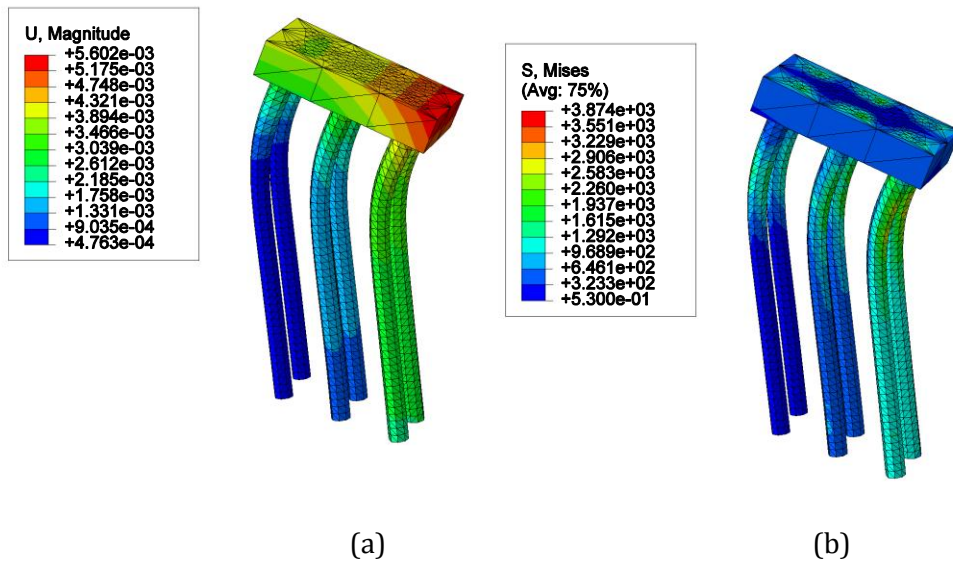 U, Magnitude
+5.602e-03
+5.175e-03
+4.748e-03
+4.321e-03
+3.894e-03
+3.466e-03
+3.039e-03
+2.612e-03
+2.185e-03
+1.758e-03
+1.331e-03
+9.035e-04
+4.763e-04
S, Mises
(Avg: 75%)
+3.874e+03
+3.551e+03
+3.229e+03
+2.906e+03
+2.583e+03
+2.260e+03
+1.937e+03
+1.615e+03
+1.292e+03
+9.689e+02
+6.461e+02
+3.233e+02
+5.300e-01
(a)
(b)